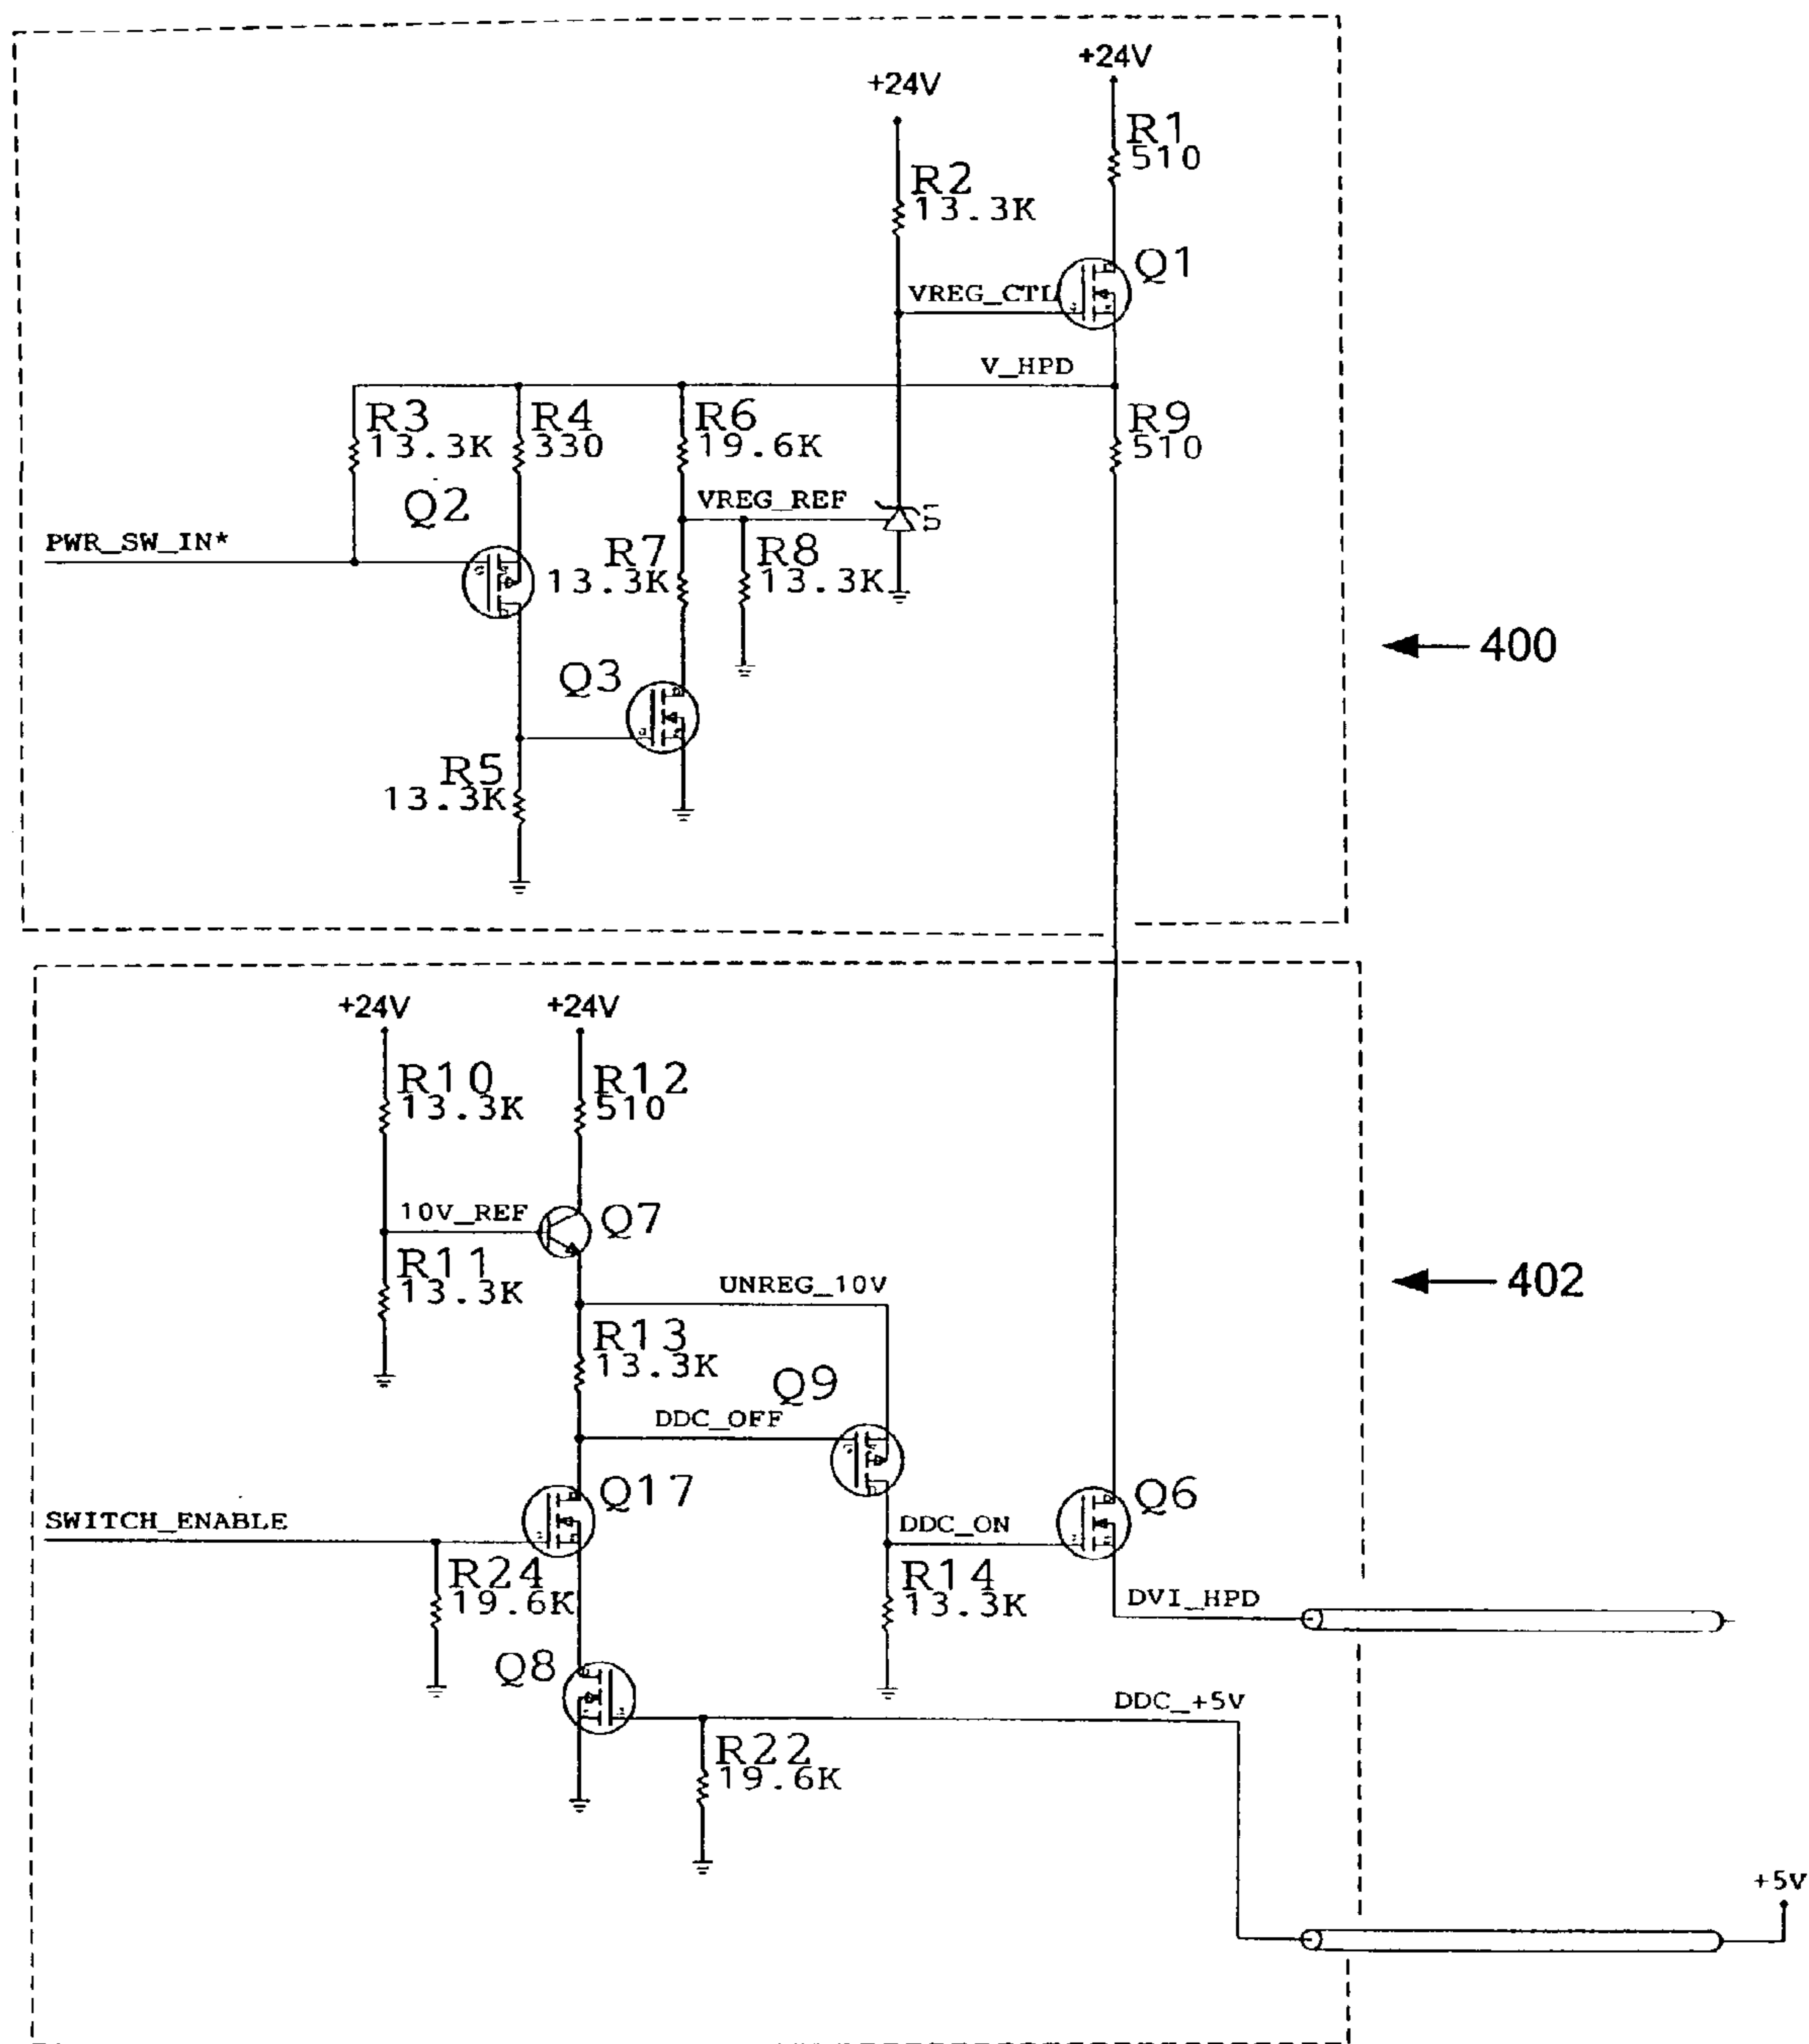 +24V
+24V
R1
510
R2
13.3K
Q1
VREG_CTL
V_HPD
R3
13.3K
R4
330
R6
19.6K
R9
510
Q2
VREG_REF
PWR_SW_IN*
R7
13.3K
R8
13.3K
400
Q3
R5
13.3K
+24V
+24V
R10
13.3K
R12
510
10V_REF
Q7
R11
13.3K
UNREG_10V
402
R13
13.3K
Q9
DDC_OFF
Q17
Q6
SWITCH_ENABLE
DDC_ON
R24
19.6K
R14
13.3K
DVI_HPD
Q8
DDC_+5V
R22
19.6K
+5V